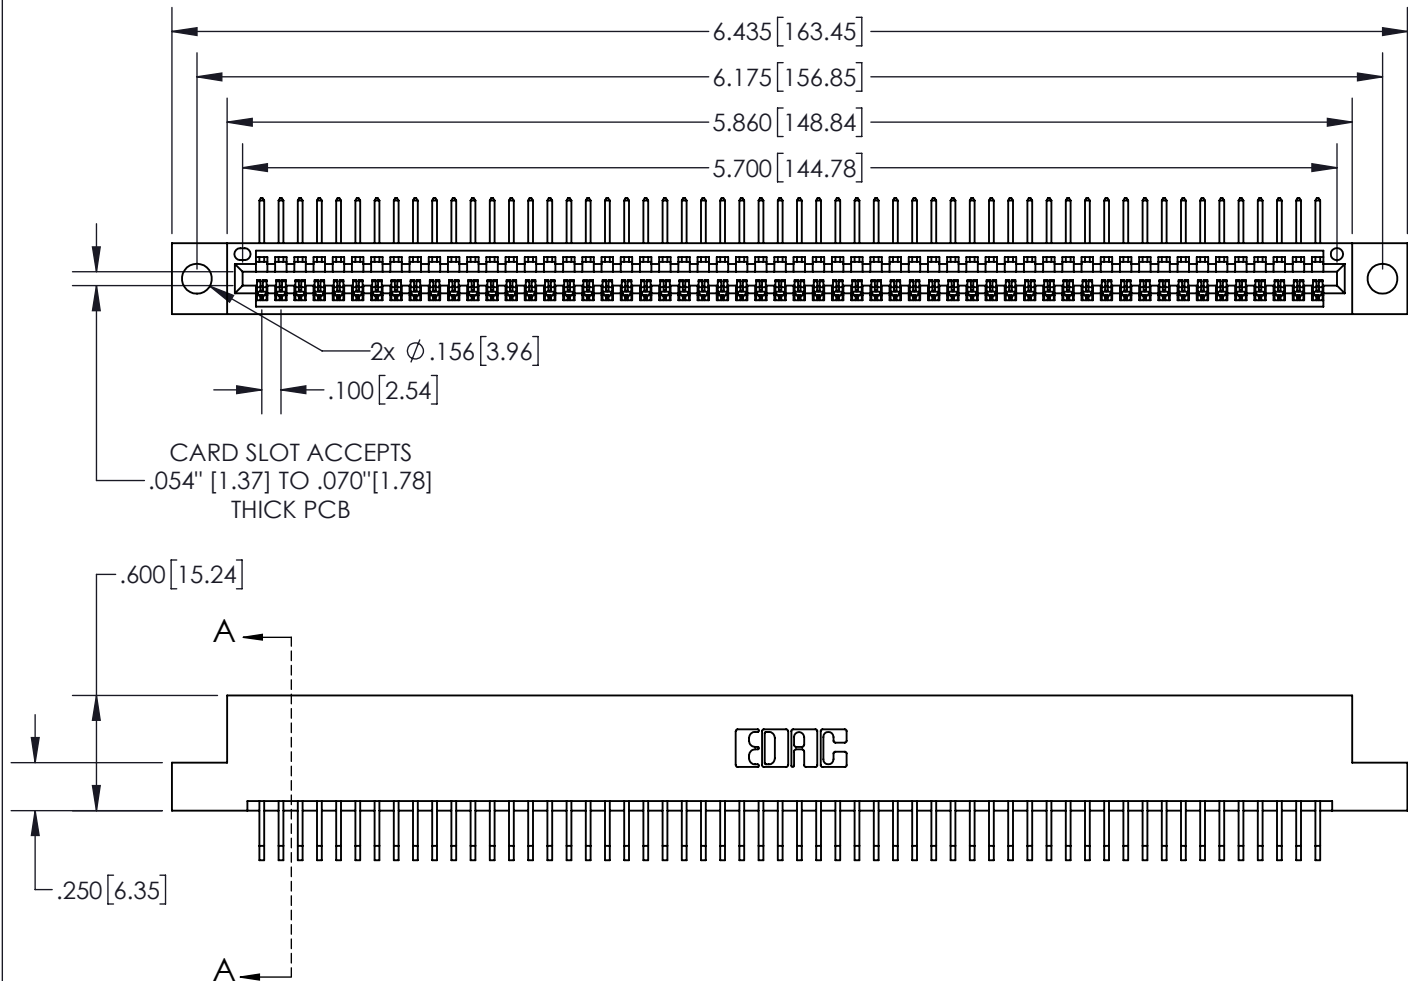 6.435[163.45]
6.175[156.85]
5.860[148.84]
5.700[144.78]
2x Ø.156[3.96]
.100[2.54]
CARD SLOT ACCEPTS
.054" [1.37] TO .070"[1.78]
THICK PCB
.600[15.24]
A
EDAC
.250[6.35]
A